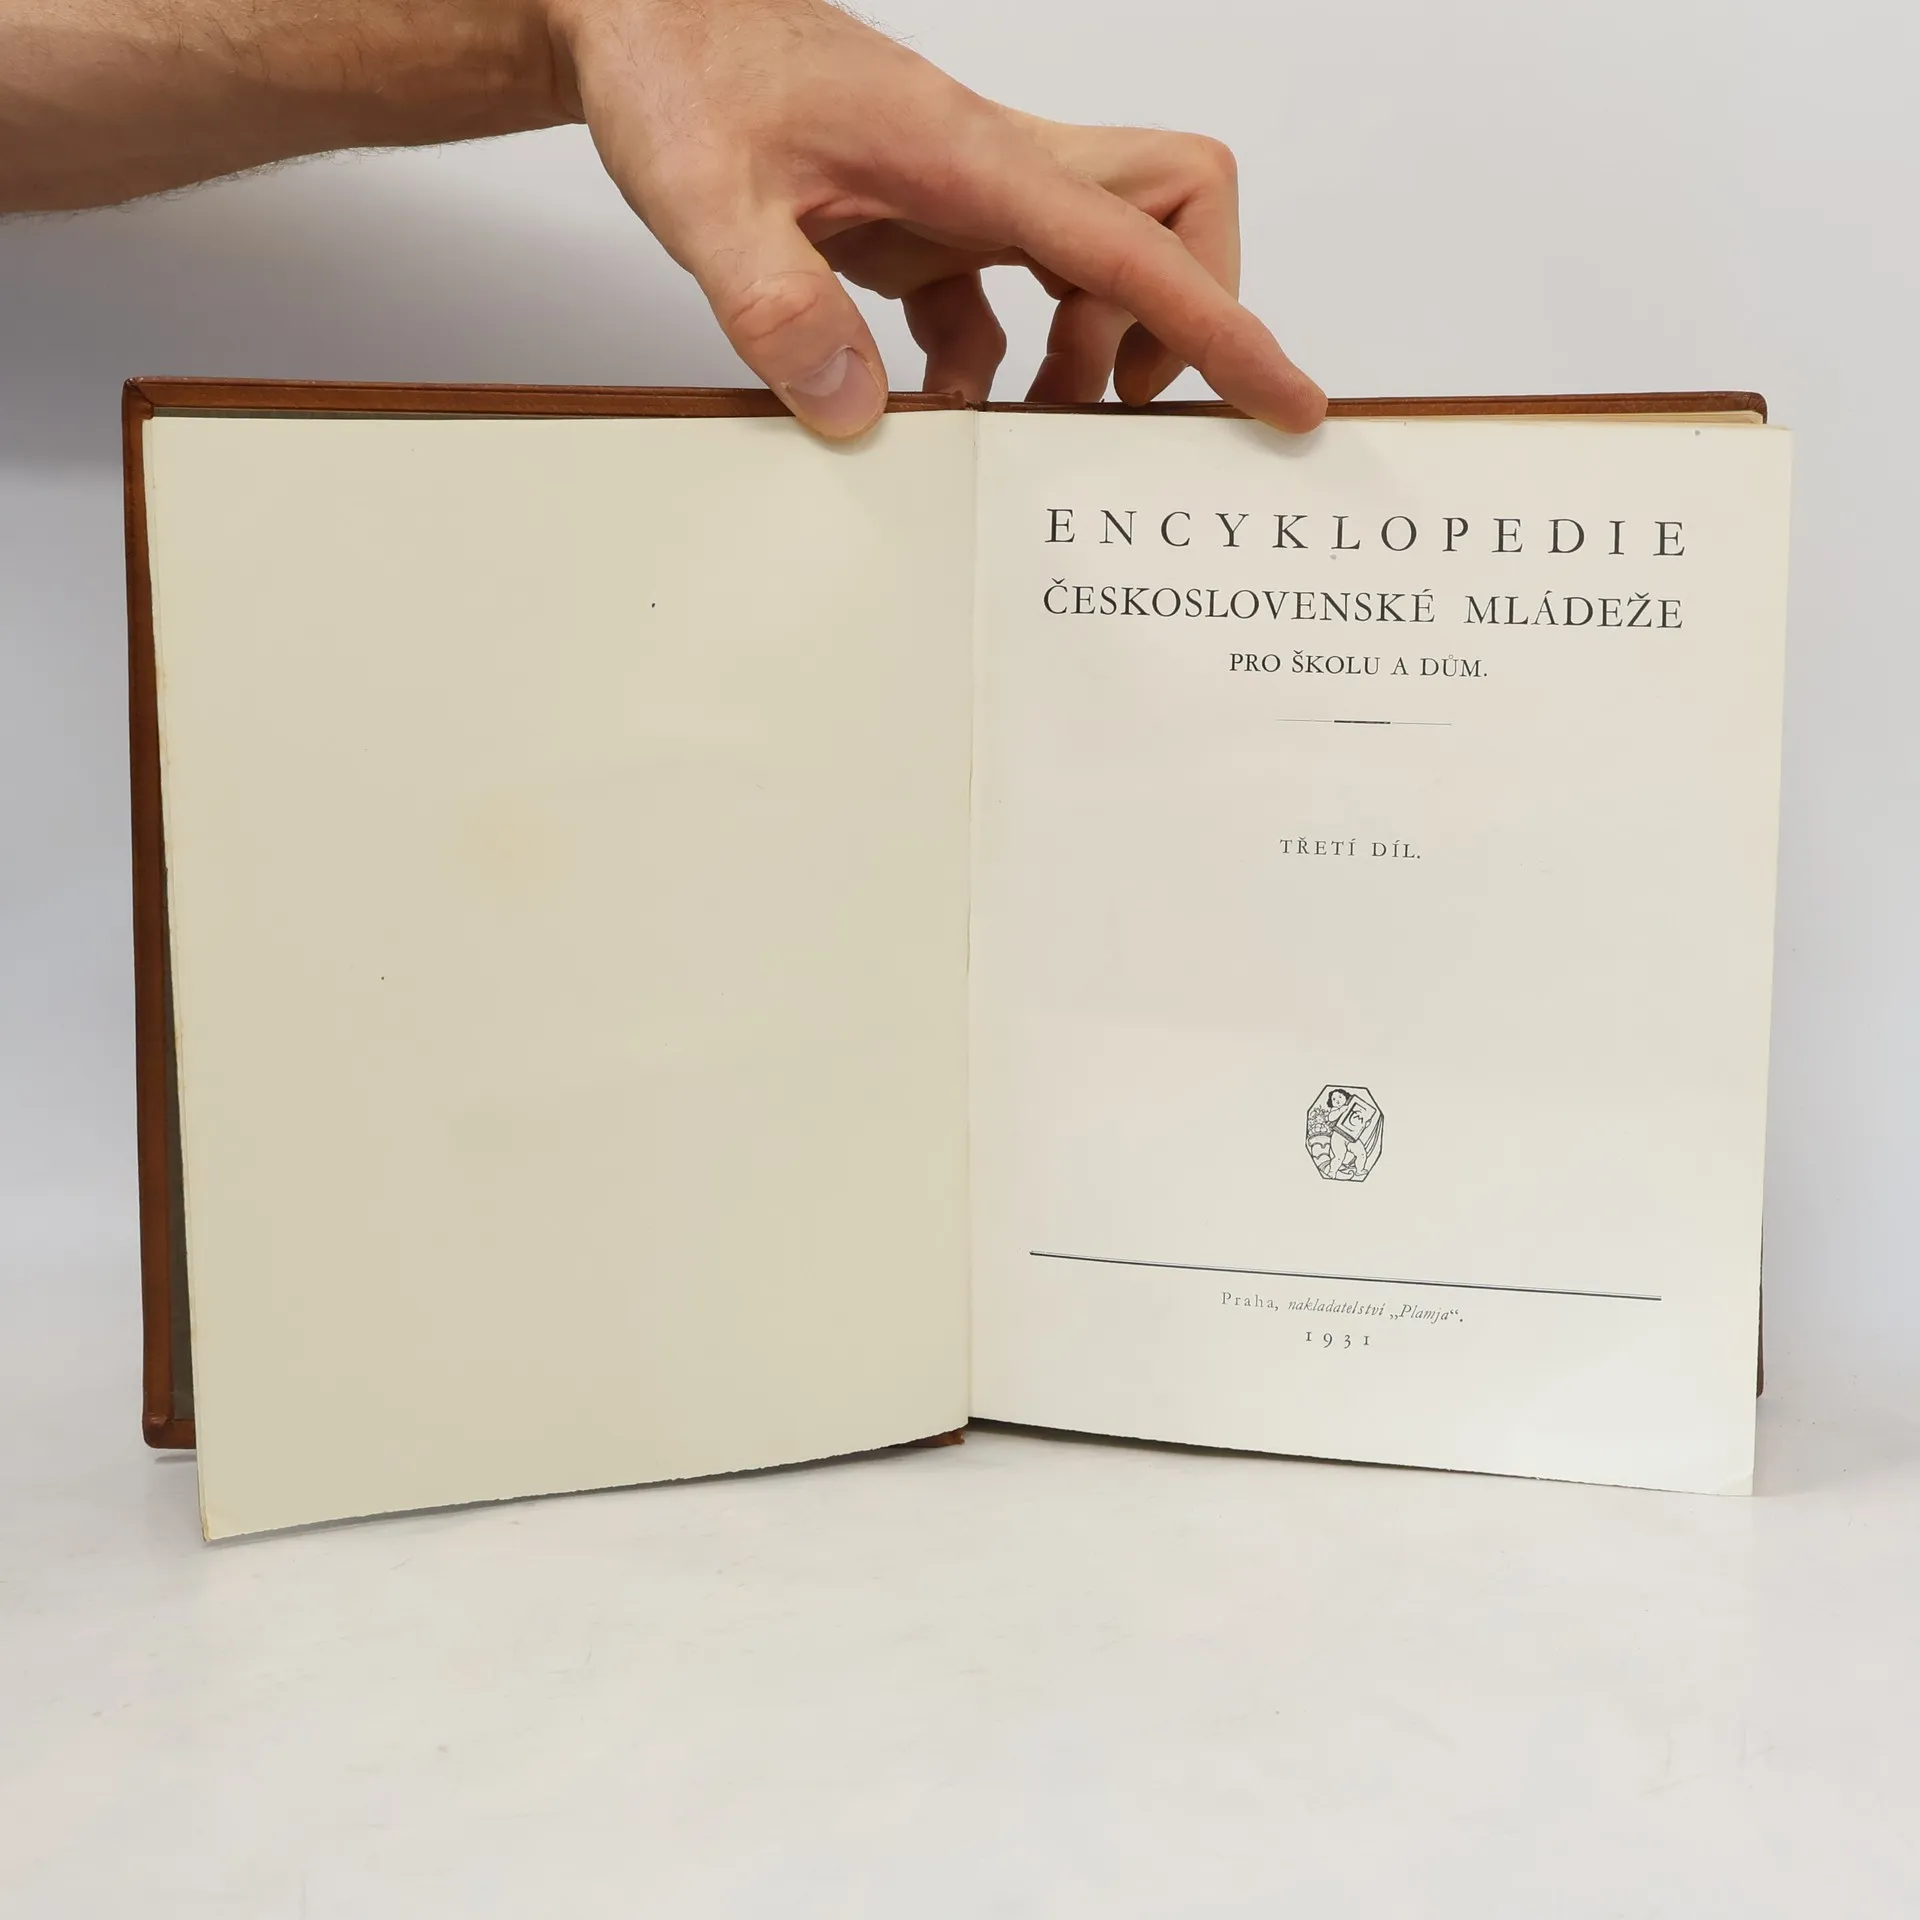 ENCYKLOPEDIE
ČESKOSLOVENSKÉ MLÁDEŽE
PRO ŠKOLU A DŮM.
TŘETÍ DÍL.
Praha, nakladatelství „Plamja“.
1931